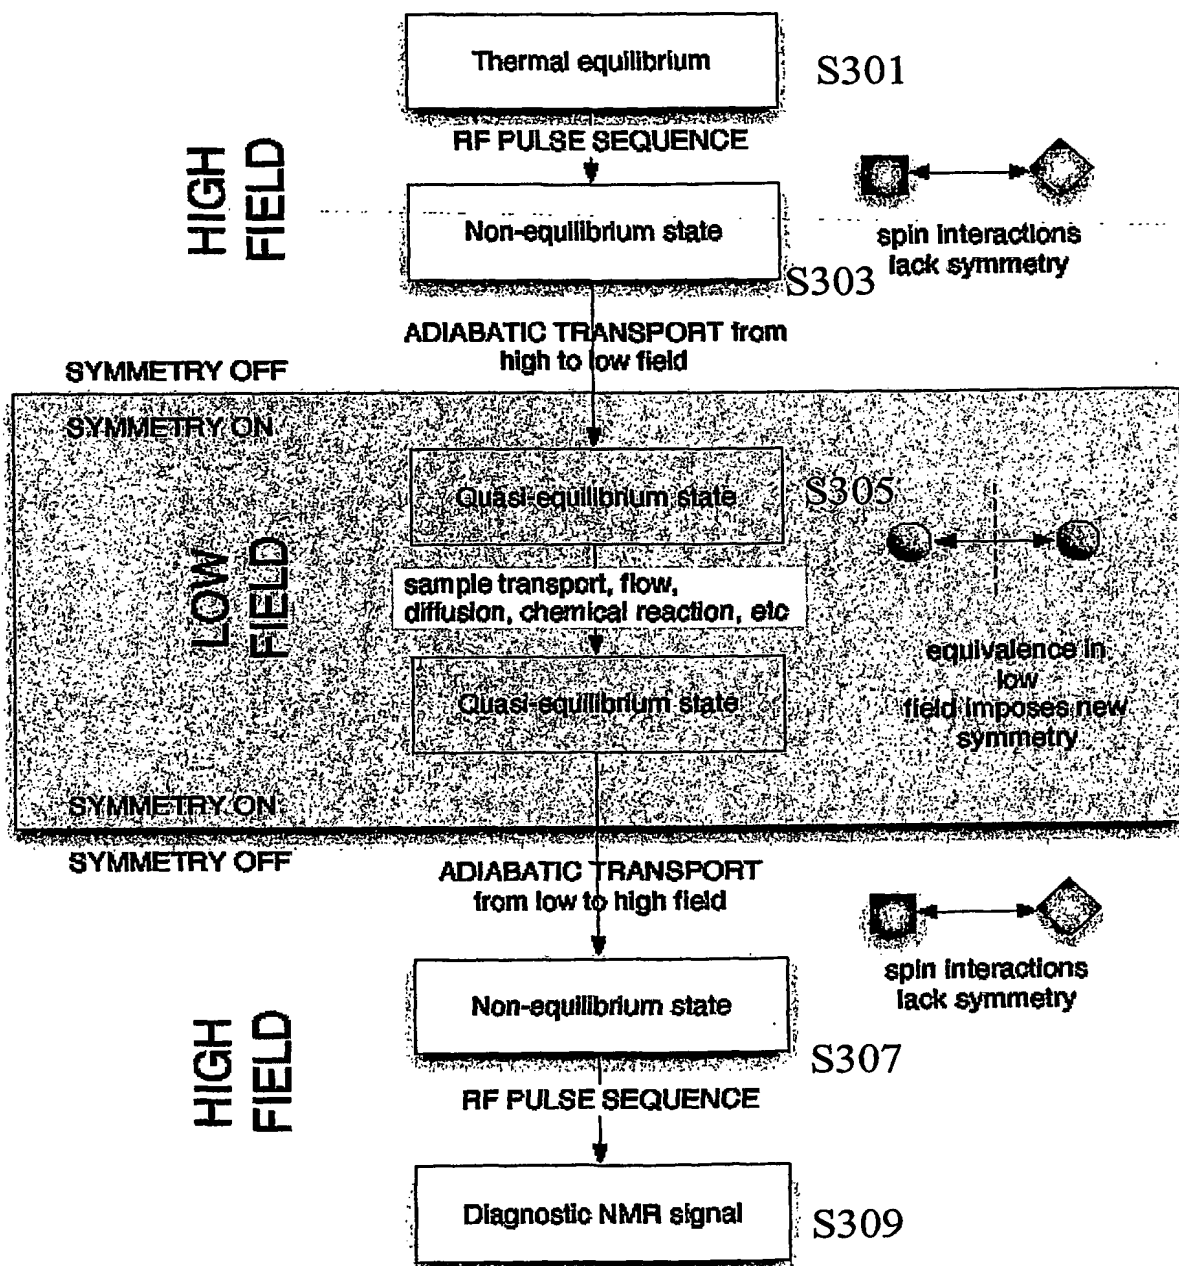 Thermal equilibrium
S301
RF PULSE SEQUENCE
HIGH
FIELD
Non-equilibrium state
S303
spin interactions
lack symmetry
ADIABATIC TRANSPORT from
high to low field
SYMMETRY OFF
SYMMETRY ON
Quasi-equilibrium state
S305
LOW
FIELD
sample transport, flow,
diffusion, chemical reaction, etc
Quasi-equilibrium state
equivalence in
low
field imposes new
symmetry
SYMMETRY ON
SYMMETRY OFF
ADIABATIC TRANSPORT
from low to high field
spin interactions
lack symmetry
HIGH
FIELD
Non-equilibrium state
S307
RF PULSE SEQUENCE
Diagnostic NMR signal
S309